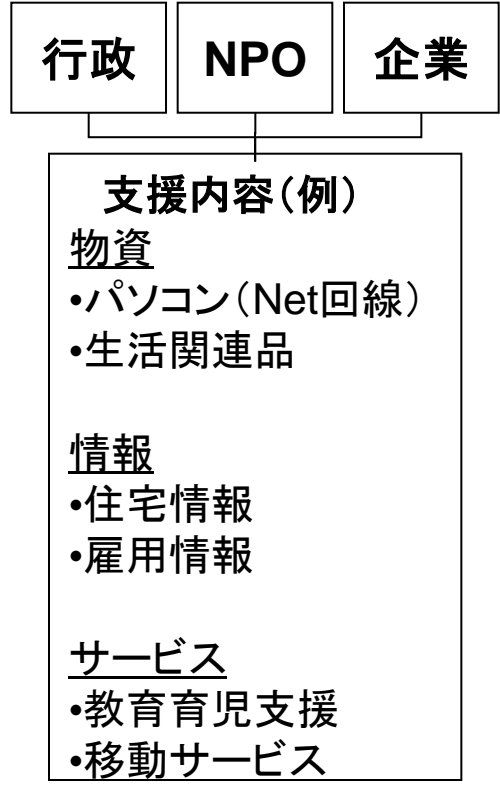 行政
NPO
企業
支援内容(例)
物資
•パソコン(Net回線)
•生活関連品
情報
•住宅情報
•雇用情報
サービス
•教育育児支援
•移動サービス